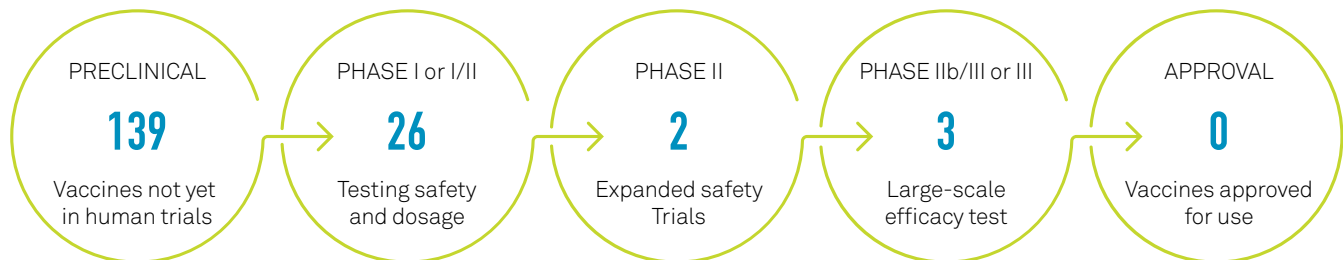 PRECLINICAL
139
Vaccines not yet
in human trials
PHASE I or I/II
26
Testing safety
and dosage
PHASE II
2
Expanded safety
Trials
PHASE IIb/III or III
3
Large-scale
efficacy test
APPROVAL
0
Vaccines approved
for use